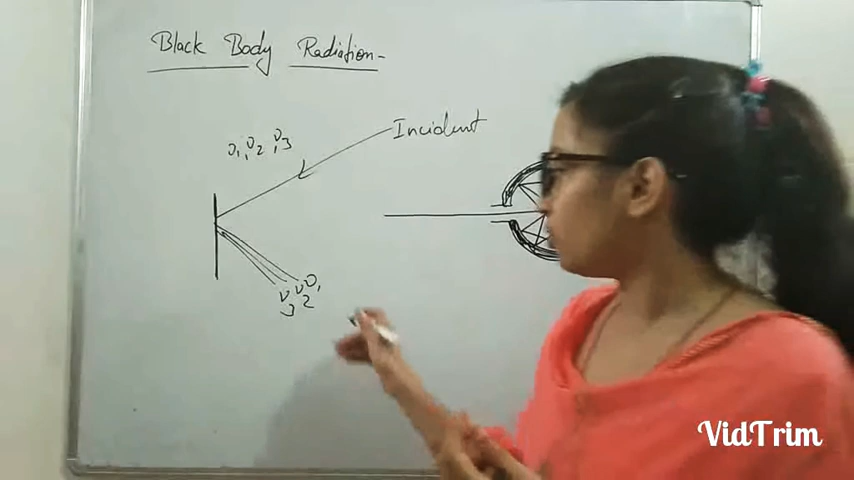 Black Body Radiation-
Incident
ν1, ν2, ν3
ν3 ν2 ν1
VidTrim